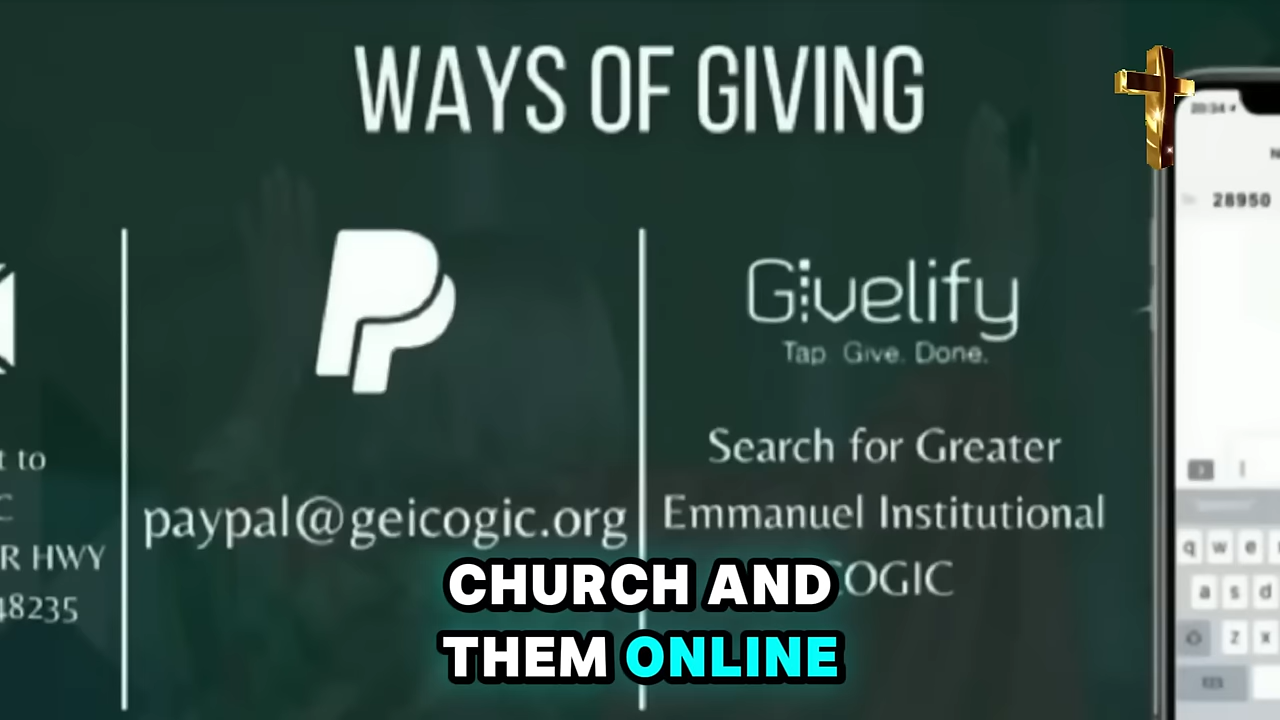 WAYS OF GIVING
t to
C
R HWY
48235
paypal@geicogic.org
Givelify
Tap. Give. Done.
Search for Greater
Emmanuel Institutional
COGIC
28950
q w e
a s d
z x
CHURCH AND
THEM ONLINE